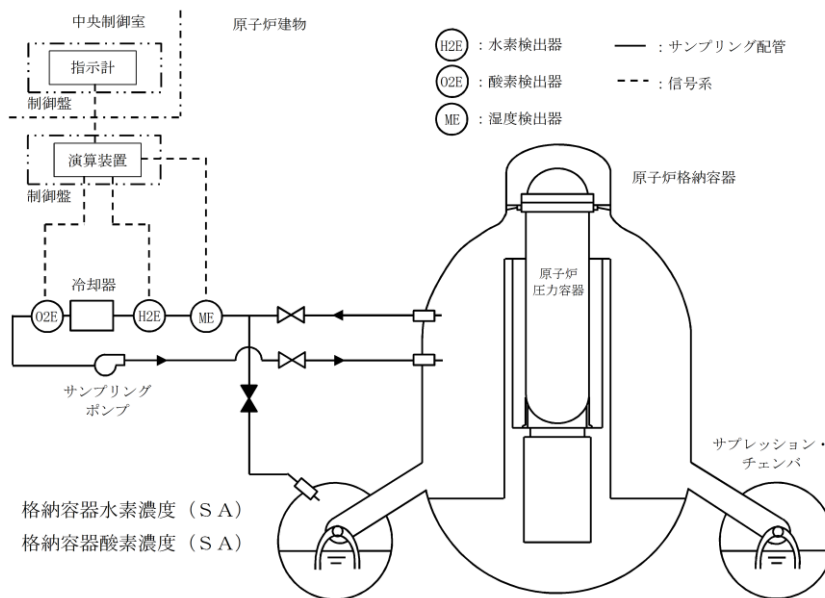 中央制御室
原子炉建物
指示計
制御盤
演算装置
制御盤
H2E：水素検出器
O2E：酸素検出器
ME：湿度検出器
：サンプリング配管
：信号系
原子炉格納容器
原子炉
圧力容器
冷却器
O2E
H2E
ME
サンプリング
ポンプ
サプレッション・
チェンバ
格納容器水素濃度（ＳＡ）
格納容器酸素濃度（ＳＡ）